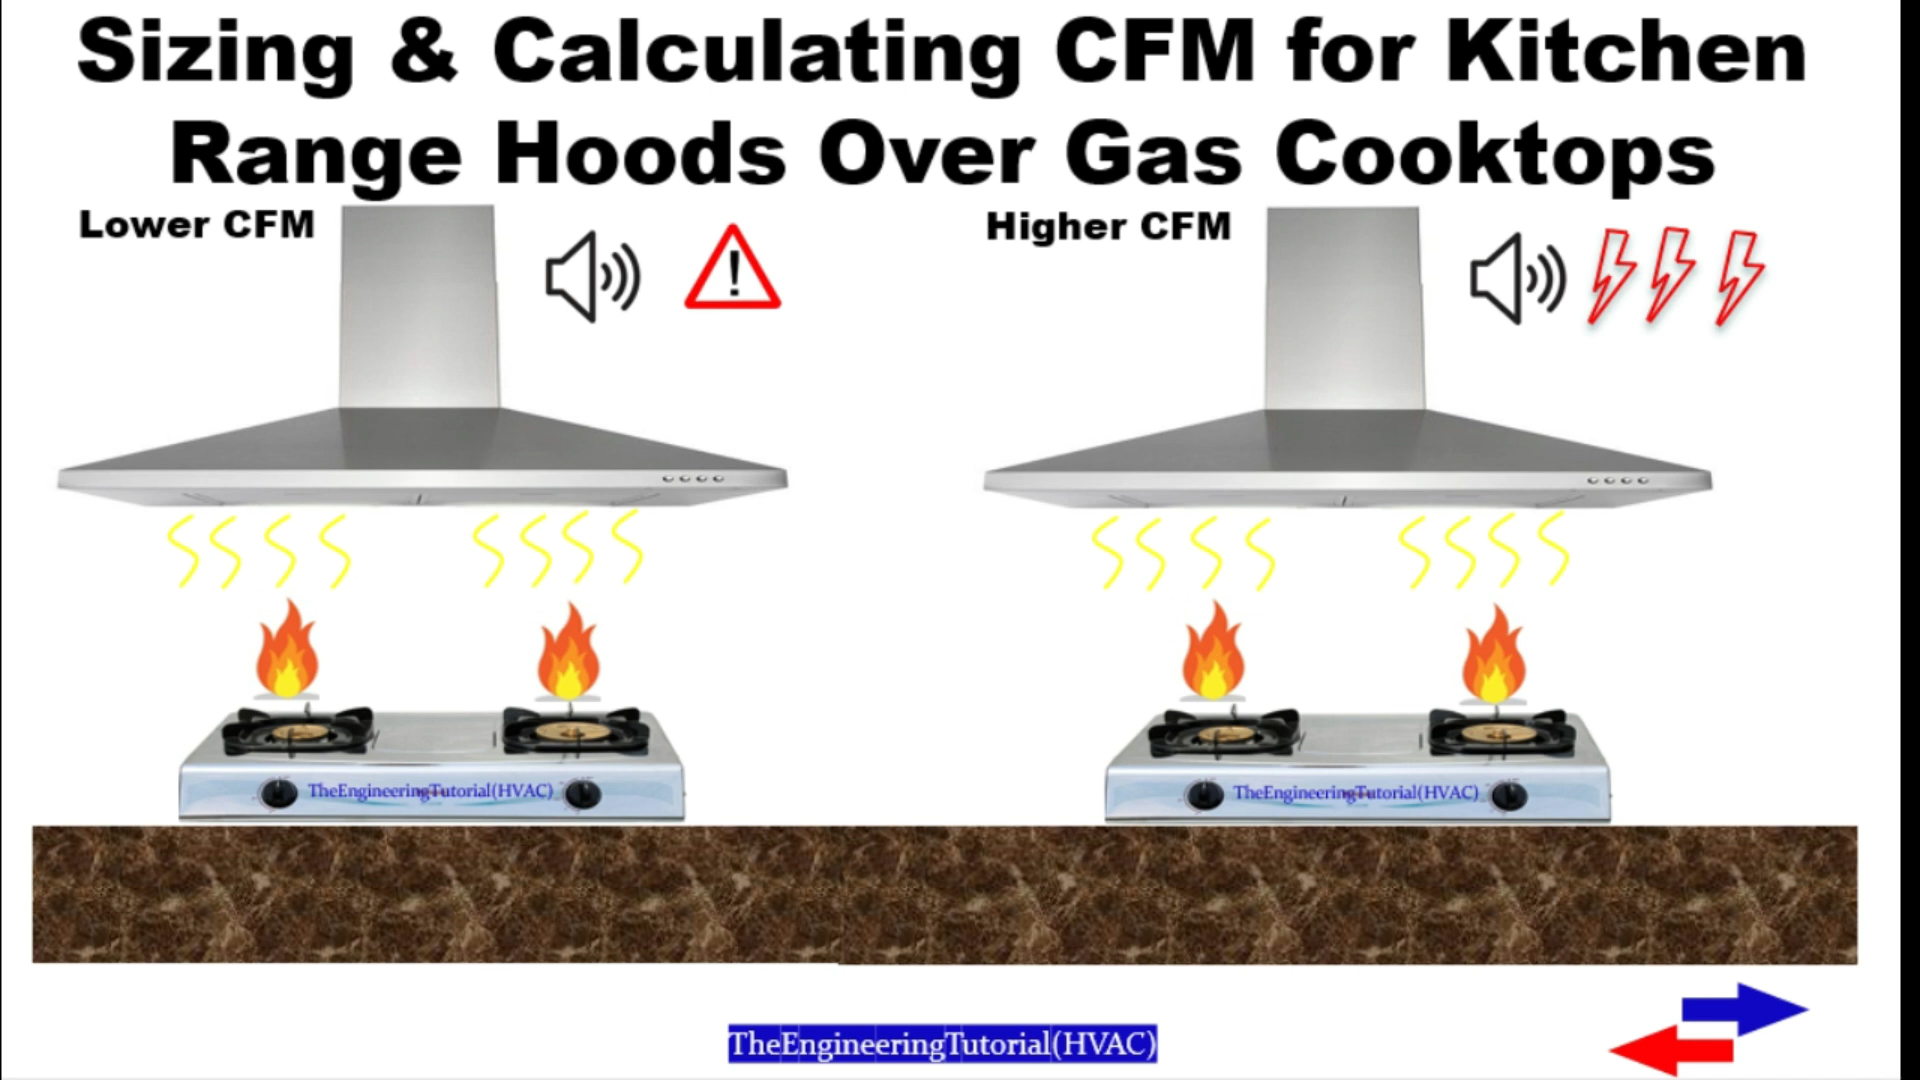 Sizing & Calculating CFM for Kitchen
Range Hoods Over Gas Cooktops
Lower CFM
Higher CFM
!
TheEngineeringTutorial(HVAC)
TheEngineeringTutorial(HVAC)
TheEngineeringTutorial(HVAC)